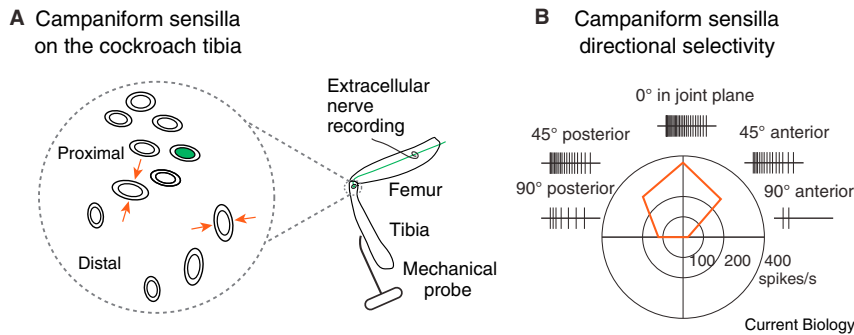 A Campaniform sensilla
on the cockroach tibia
Proximal
Distal
Extracellular
nerve
recording
Femur
Tibia
Mechanical
probe
B Campaniform sensilla
directional selectivity
0° in joint plane
45° posterior
45° anterior
90° posterior
90° anterior
100 200 400
spikes/s
Current Biology